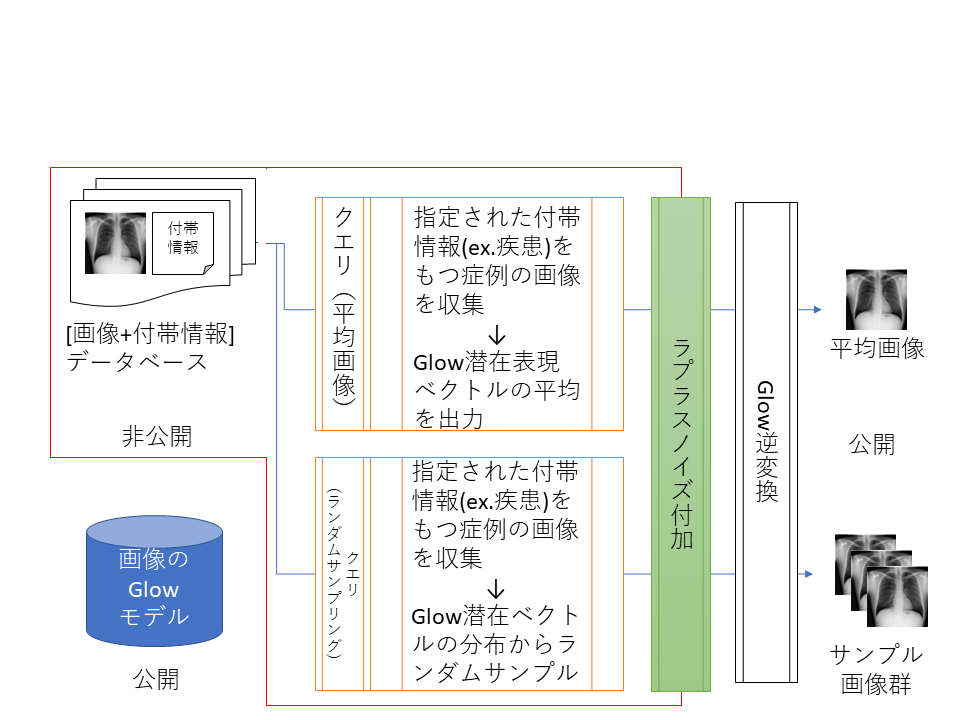 付帯
情報
[画像+付帯情報]
データベース
非公開
画像の
Glow
モデル
公開
クエリ(平均画像)
指定された付帯
情報(ex.疾患)を
もつ症例の画像
を収集
↓
Glow潜在表現
ベクトルの平均
を出力
クエリ
(ランダムサンプリング)
指定された付帯
情報(ex.疾患)を
もつ症例の画像
を収集
↓
Glow潜在ベクト
ルの分布からラ
ンダムサンプル
ラプラスノイズ付加
Glow逆変換
平均画像
公開
サンプル
画像群